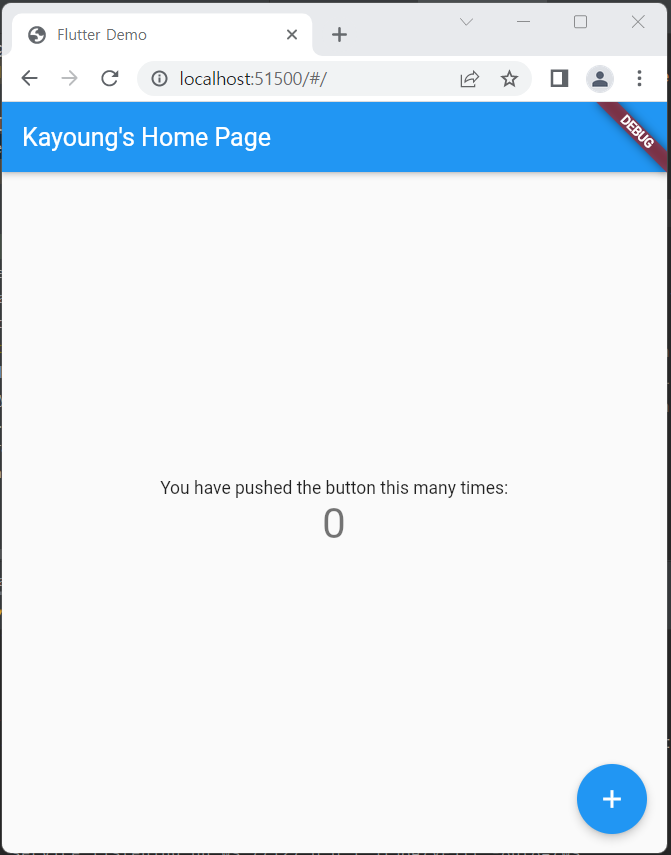 Flutter Demo
localhost:51500/#/
Kayoung's Home Page
DEBUG
You have pushed the button this many times:
0